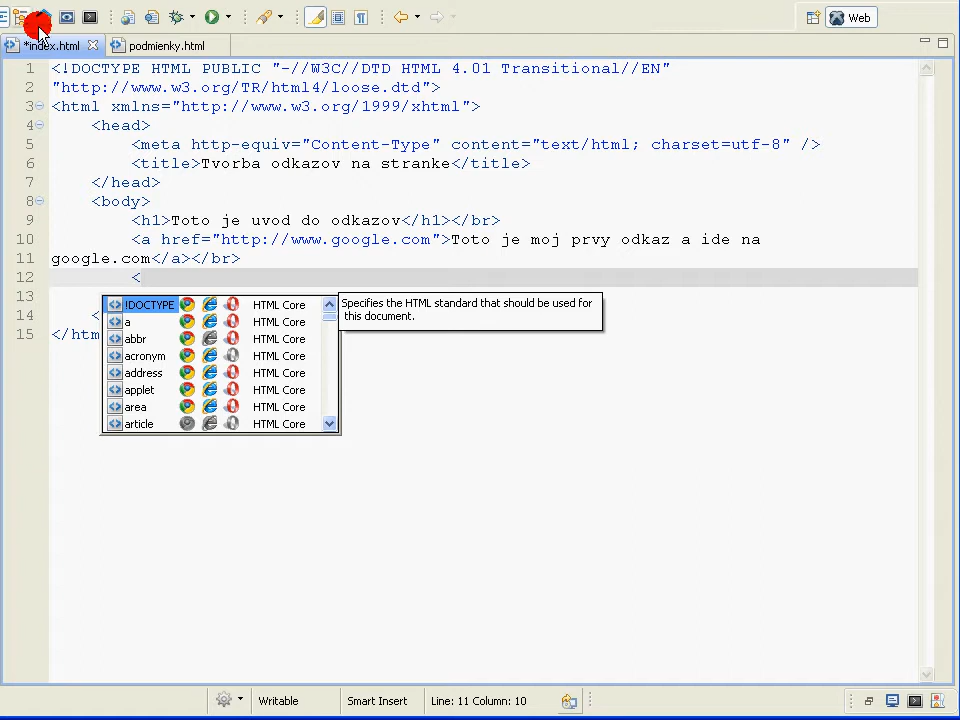 Web
*index.html
podmienky.html
1 <!DOCTYPE HTML PUBLIC "-//W3C//DTD HTML 4.01 Transitional//EN"
2 "http://www.w3.org/TR/html4/loose.dtd">
3 <html xmlns="http://www.w3.org/1999/xhtml">
4 <head>
5 <meta http-equiv="Content-Type" content="text/html; charset=utf-8" />
6 <title>Tvorba odkazov na stranke</title>
7 </head>
8 <body>
9 <h1>Toto je uvod do odkazov</h1></br>
10 <a href="http://www.google.com">Toto je moj prvy odkaz a ide na
11 google.com</a></br>
12 <
13
14 <
15 </htm
!DOCTYPE HTML Core
a HTML Core
abbr HTML Core
acronym HTML Core
address HTML Core
applet HTML Core
area HTML Core
article HTML Core
Specifies the HTML standard that should be used for
this document.
Writable
Smart Insert
Line: 11 Column: 10